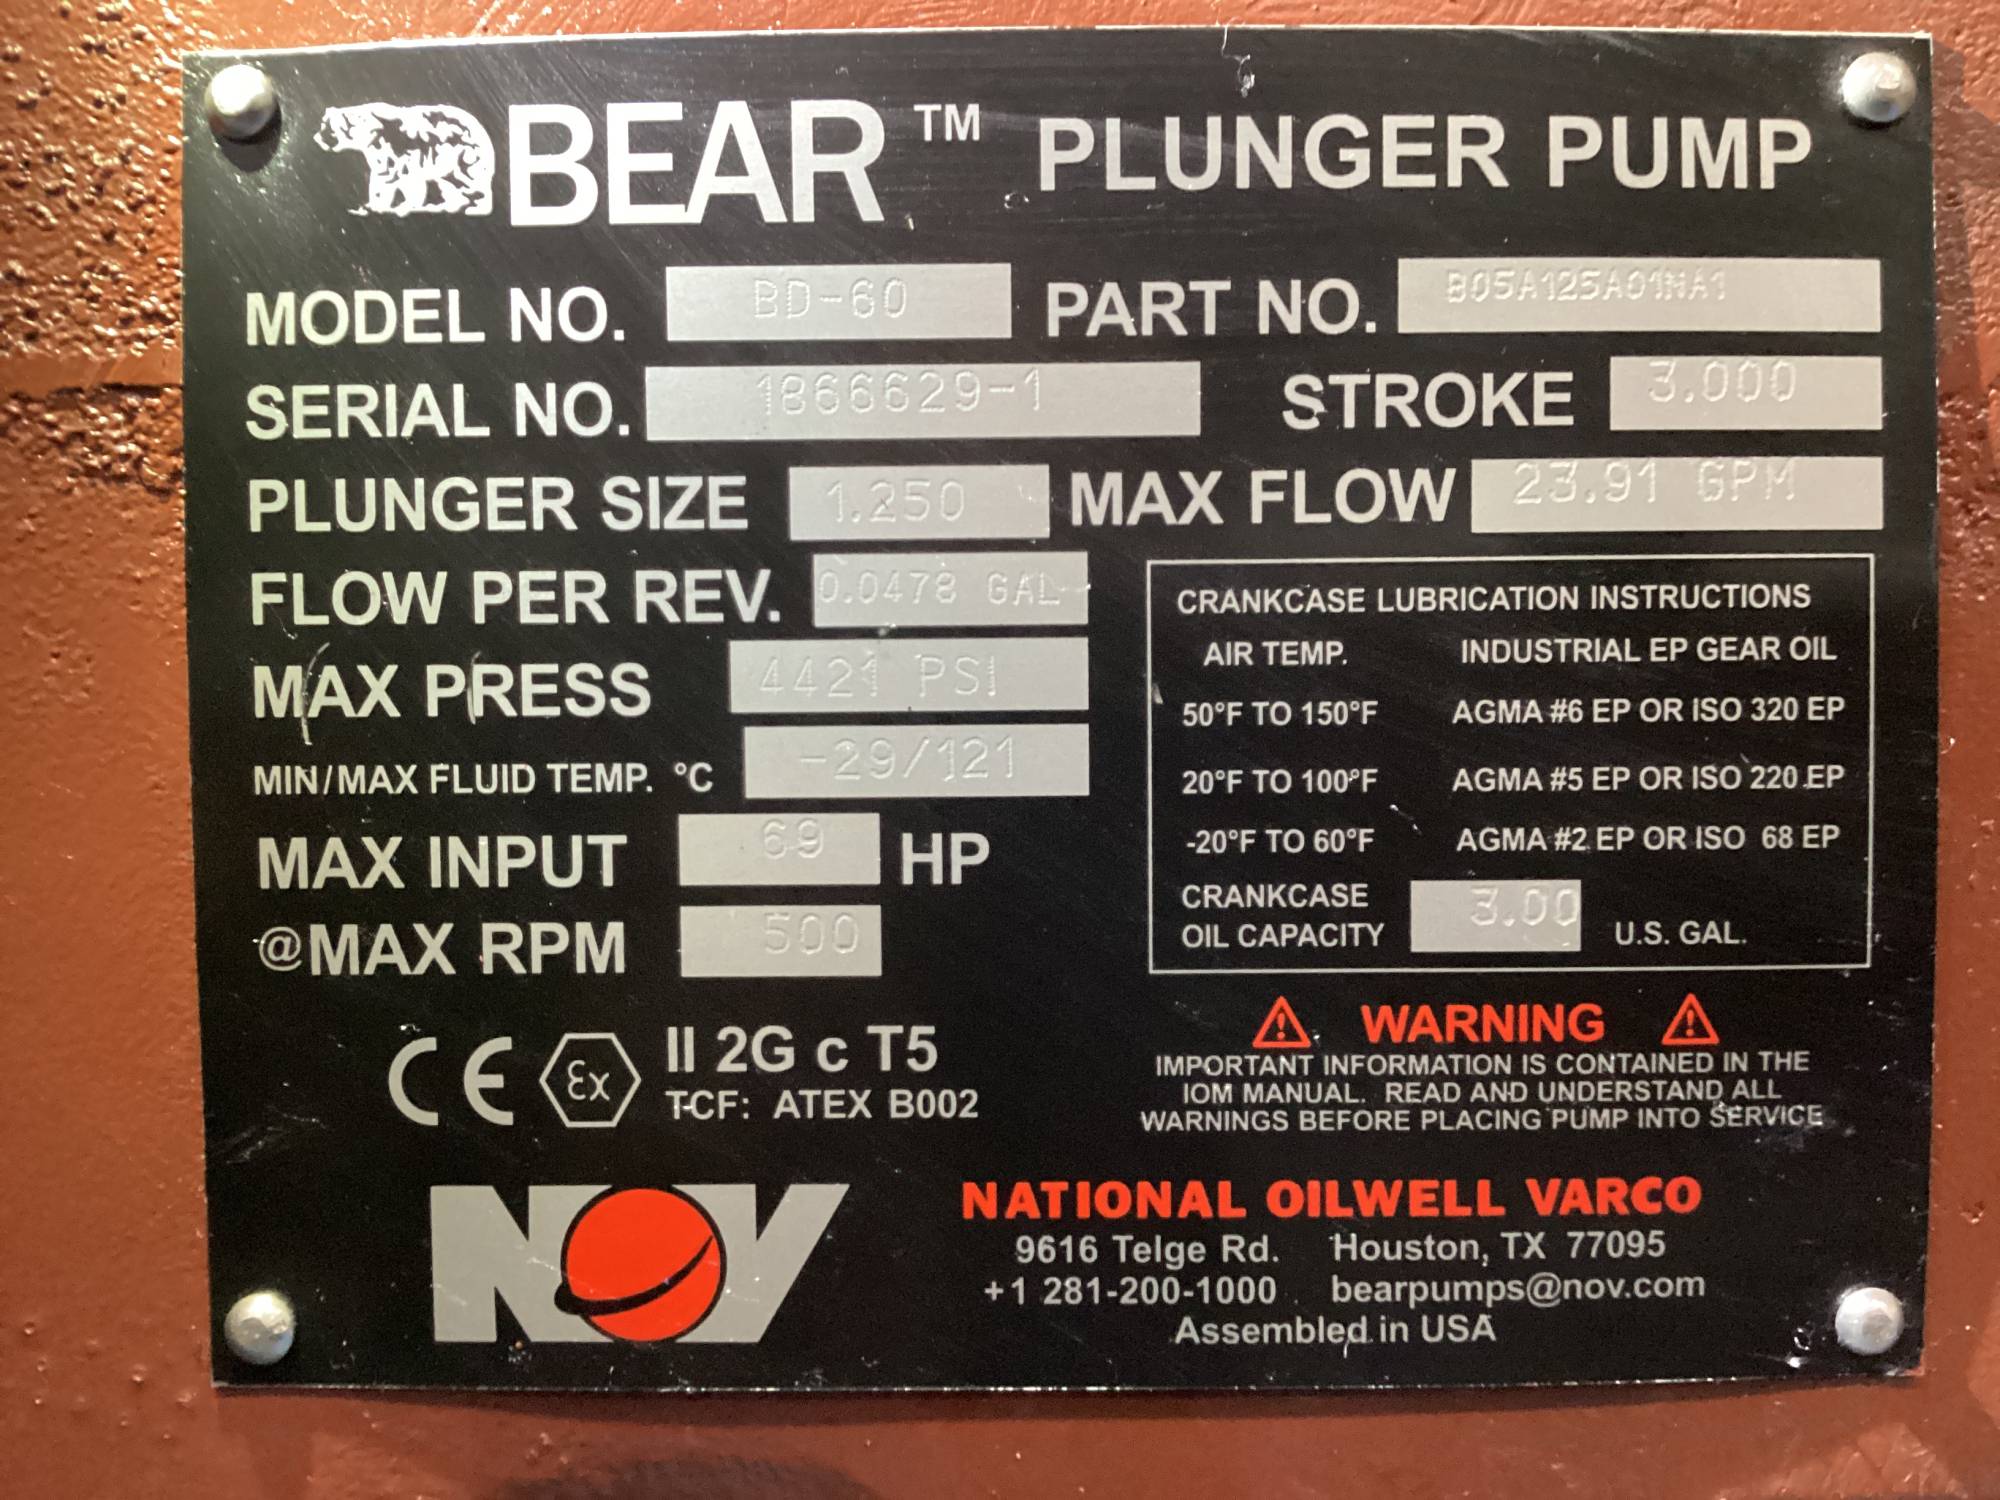 BEAR™ PLUNGER PUMP
MODEL NO. BD-60 PART NO. B05A125A01NA1
SERIAL NO. 1866629-1 STROKE 3.000
PLUNGER SIZE 1.250 MAX FLOW 23.91 GPM
FLOW PER REV. 0.0478 GAL
MAX PRESS 4421 PSI
MIN/MAX FLUID TEMP. °C -29/121
MAX INPUT 69 HP
@MAX RPM 500
CRANKCASE LUBRICATION INSTRUCTIONS
AIR TEMP. INDUSTRIAL EP GEAR OIL
50°F TO 150°F AGMA #6 EP OR ISO 320 EP
20°F TO 100°F AGMA #5 EP OR ISO 220 EP
-20°F TO 60°F AGMA #2 EP OR ISO 68 EP
CRANKCASE
OIL CAPACITY 3.00 U.S. GAL.
CE Ex II 2G c T5
TCF: ATEX B002
WARNING
IMPORTANT INFORMATION IS CONTAINED IN THE
IOM MANUAL. READ AND UNDERSTAND ALL
WARNINGS BEFORE PLACING PUMP INTO SERVICE
NOV
NATIONAL OILWELL VARCO
9616 Telge Rd. Houston, TX 77095
+1 281-200-1000 bearpumps@nov.com
Assembled in USA